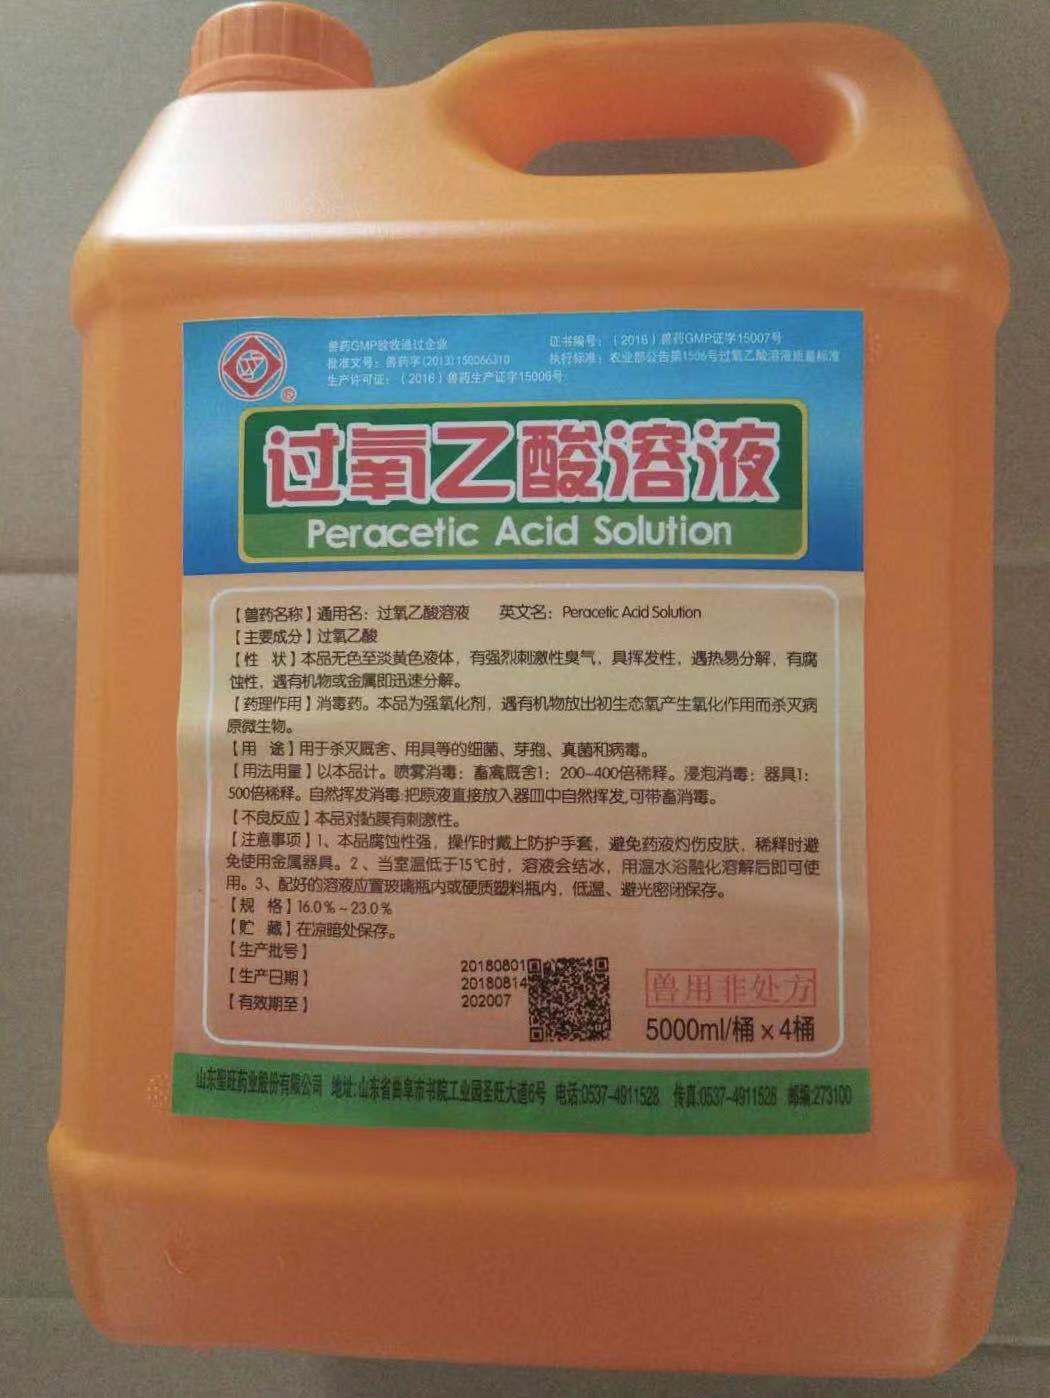 兽药GMP验收通过企业
批准文号：兽药字(2013)150066310
生产许可证：（2016）兽药生产证字15006号
证书编号：（2016）兽药GMP证字15007号
执行标准：农业部公告第1506号过氧乙酸溶液质量标准
过氧乙酸溶液
Peracetic Acid Solution
【兽药名称】通用名：过氧乙酸溶液 英文名：Peracetic Acid Solution
【主要成分】过氧乙酸
【性 状】本品无色至淡黄色液体，有强烈刺激性臭气，具挥发性，遇热易分解，有腐
蚀性，遇有机物或金属即迅速分解。
【药理作用】消毒药。本品为强氧化剂，遇有机物放出初生态氧产生氧化作用而杀灭病
原微生物。
【用 途】用于杀灭厩舍、用具等的细菌、芽孢、真菌和病毒。
【用法用量】以本品计。喷雾消毒：畜禽厩舍1：200~400倍稀释。浸泡消毒：器具1：
500倍稀释。自然挥发消毒:把原液直接放入器皿中自然挥发,可带畜消毒。
【不良反应】本品对黏膜有刺激性。
【注意事项】1、本品腐蚀性强，操作时戴上防护手套，避免药液灼伤皮肤，稀释时避
免使用金属器具。2、当室温低于15℃时，溶液会结冰，用温水浴融化溶解后即可使
用。3、配好的溶液应置玻璃瓶内或硬质塑料瓶内，低温、避光密闭保存。
【规 格】16.0%~23.0%
【贮 藏】在凉暗处保存。
【生产批号】 20180801
【生产日期】 20180814
【有效期至】 202007
兽用非处方
5000ml/桶×4桶
山东聖旺药业股份有限公司 地址:山东省曲阜市书院工业园圣旺大道6号 电话:0537-4911528 传真:0537-4911528 邮编:273100